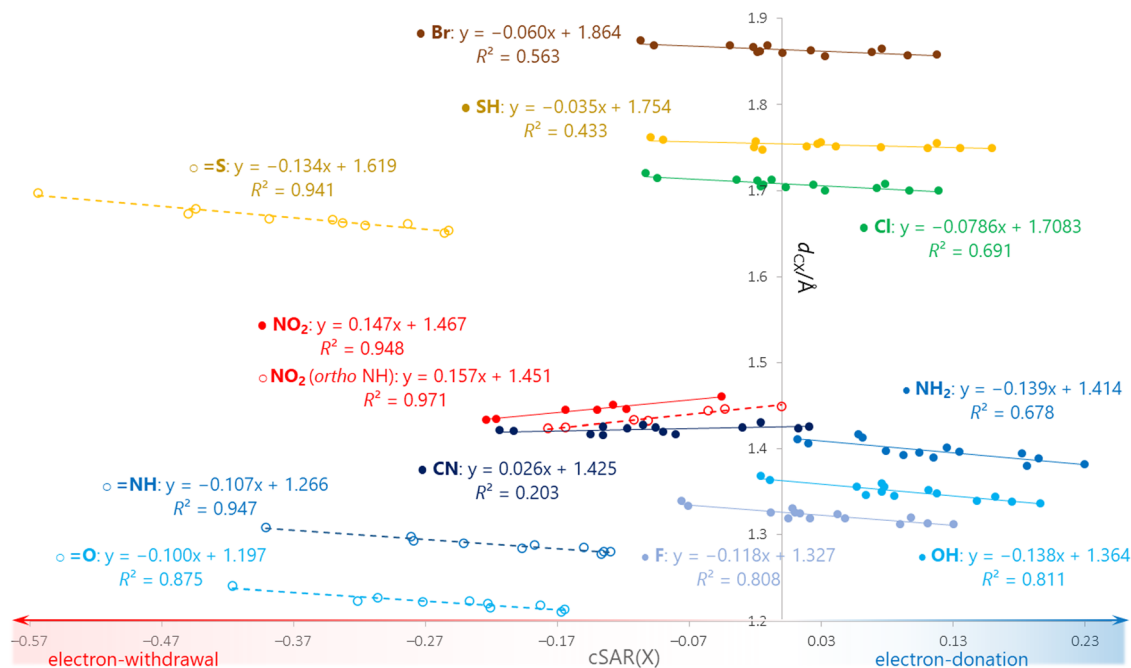 1.9
● Br: y = −0.060x + 1.864
R² = 0.563
1.8
● SH: y = −0.035x + 1.754
R² = 0.433
○ =S: y = −0.134x + 1.619
R² = 0.941
1.7
● Cl: y = −0.0786x + 1.7083
R² = 0.691
d_CX/Å
1.6
● NO₂: y = 0.147x + 1.467
R² = 0.948
○ NO₂ (ortho NH): y = 0.157x + 1.451
R² = 0.971
1.5
● NH₂: y = −0.139x + 1.414
R² = 0.678
1.4
● CN: y = 0.026x + 1.425
R² = 0.203
○ =NH: y = −0.107x + 1.266
R² = 0.947
1.3
○ =O: y = −0.100x + 1.197
R² = 0.875
● F: y = −0.118x + 1.327
R² = 0.808
● OH: y = −0.138x + 1.364
R² = 0.811
1.2
−0.57 −0.47 −0.37 −0.27 −0.17 −0.07 0.03 0.13 0.23
electron-withdrawal cSAR(X) electron-donation